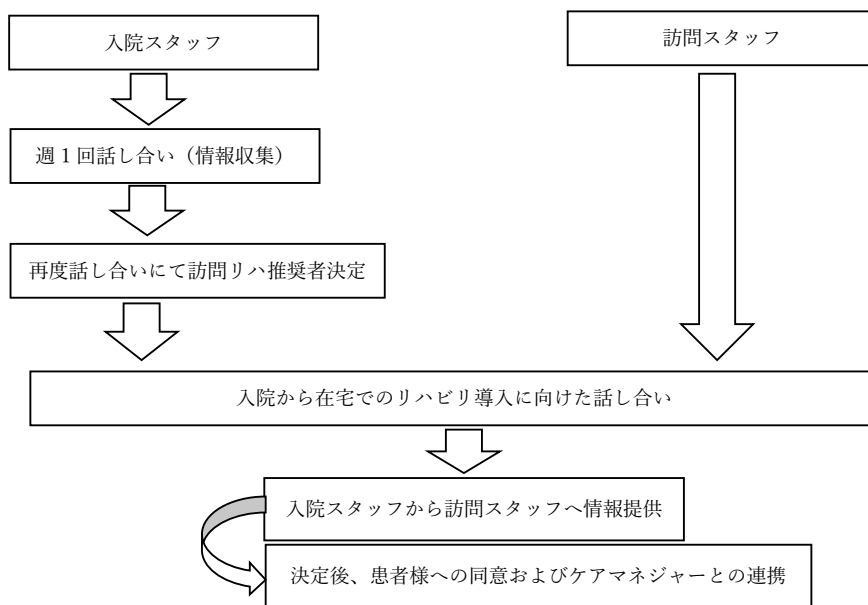 入院スタッフ
訪問スタッフ
週１回話し合い（情報収集）
再度話し合いにて訪問リハ推奨者決定
入院から在宅でのリハビリ導入に向けた話し合い
入院スタッフから訪問スタッフへ情報提供
決定後、患者様への同意およびケアマネジャーとの連携